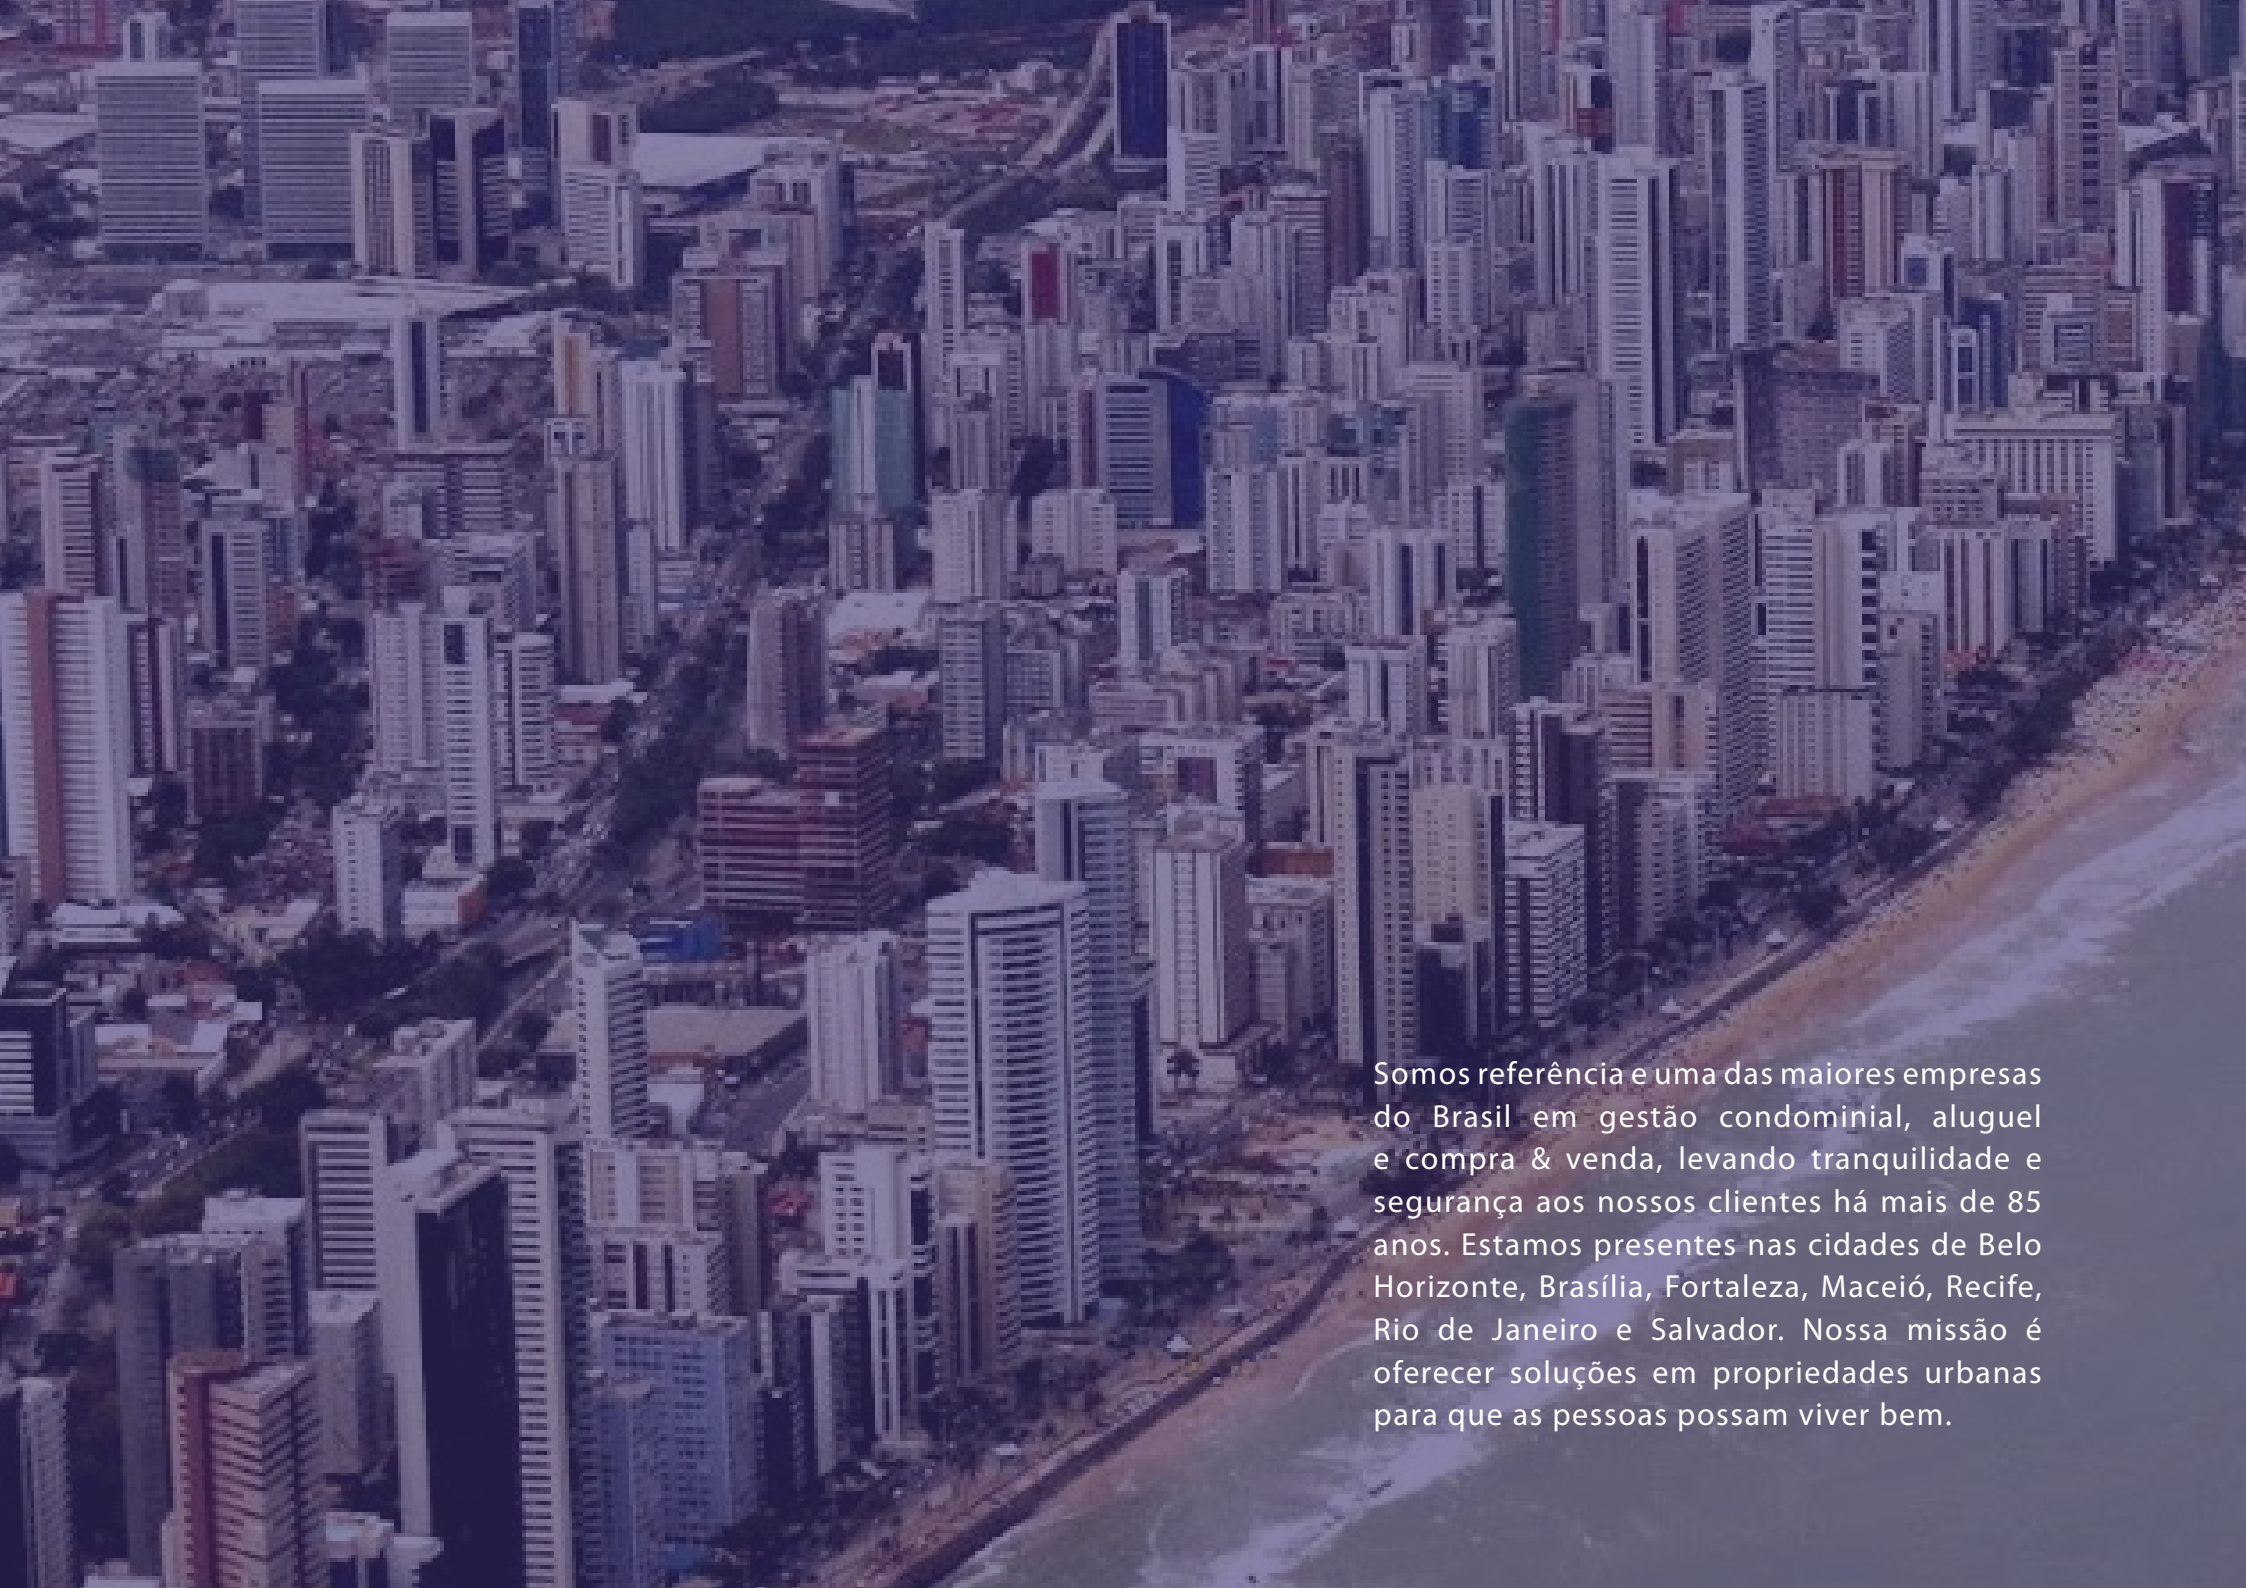 Somos referência e uma das maiores empresas
do Brasil em gestão condominial, aluguel
e compra & venda, levando tranquilidade e
segurança aos nossos clientes há mais de 85
anos. Estamos presentes nas cidades de Belo
Horizonte, Brasília, Fortaleza, Maceió, Recife,
Rio de Janeiro e Salvador. Nossa missão é
oferecer soluções em propriedades urbanas
para que as pessoas possam viver bem.